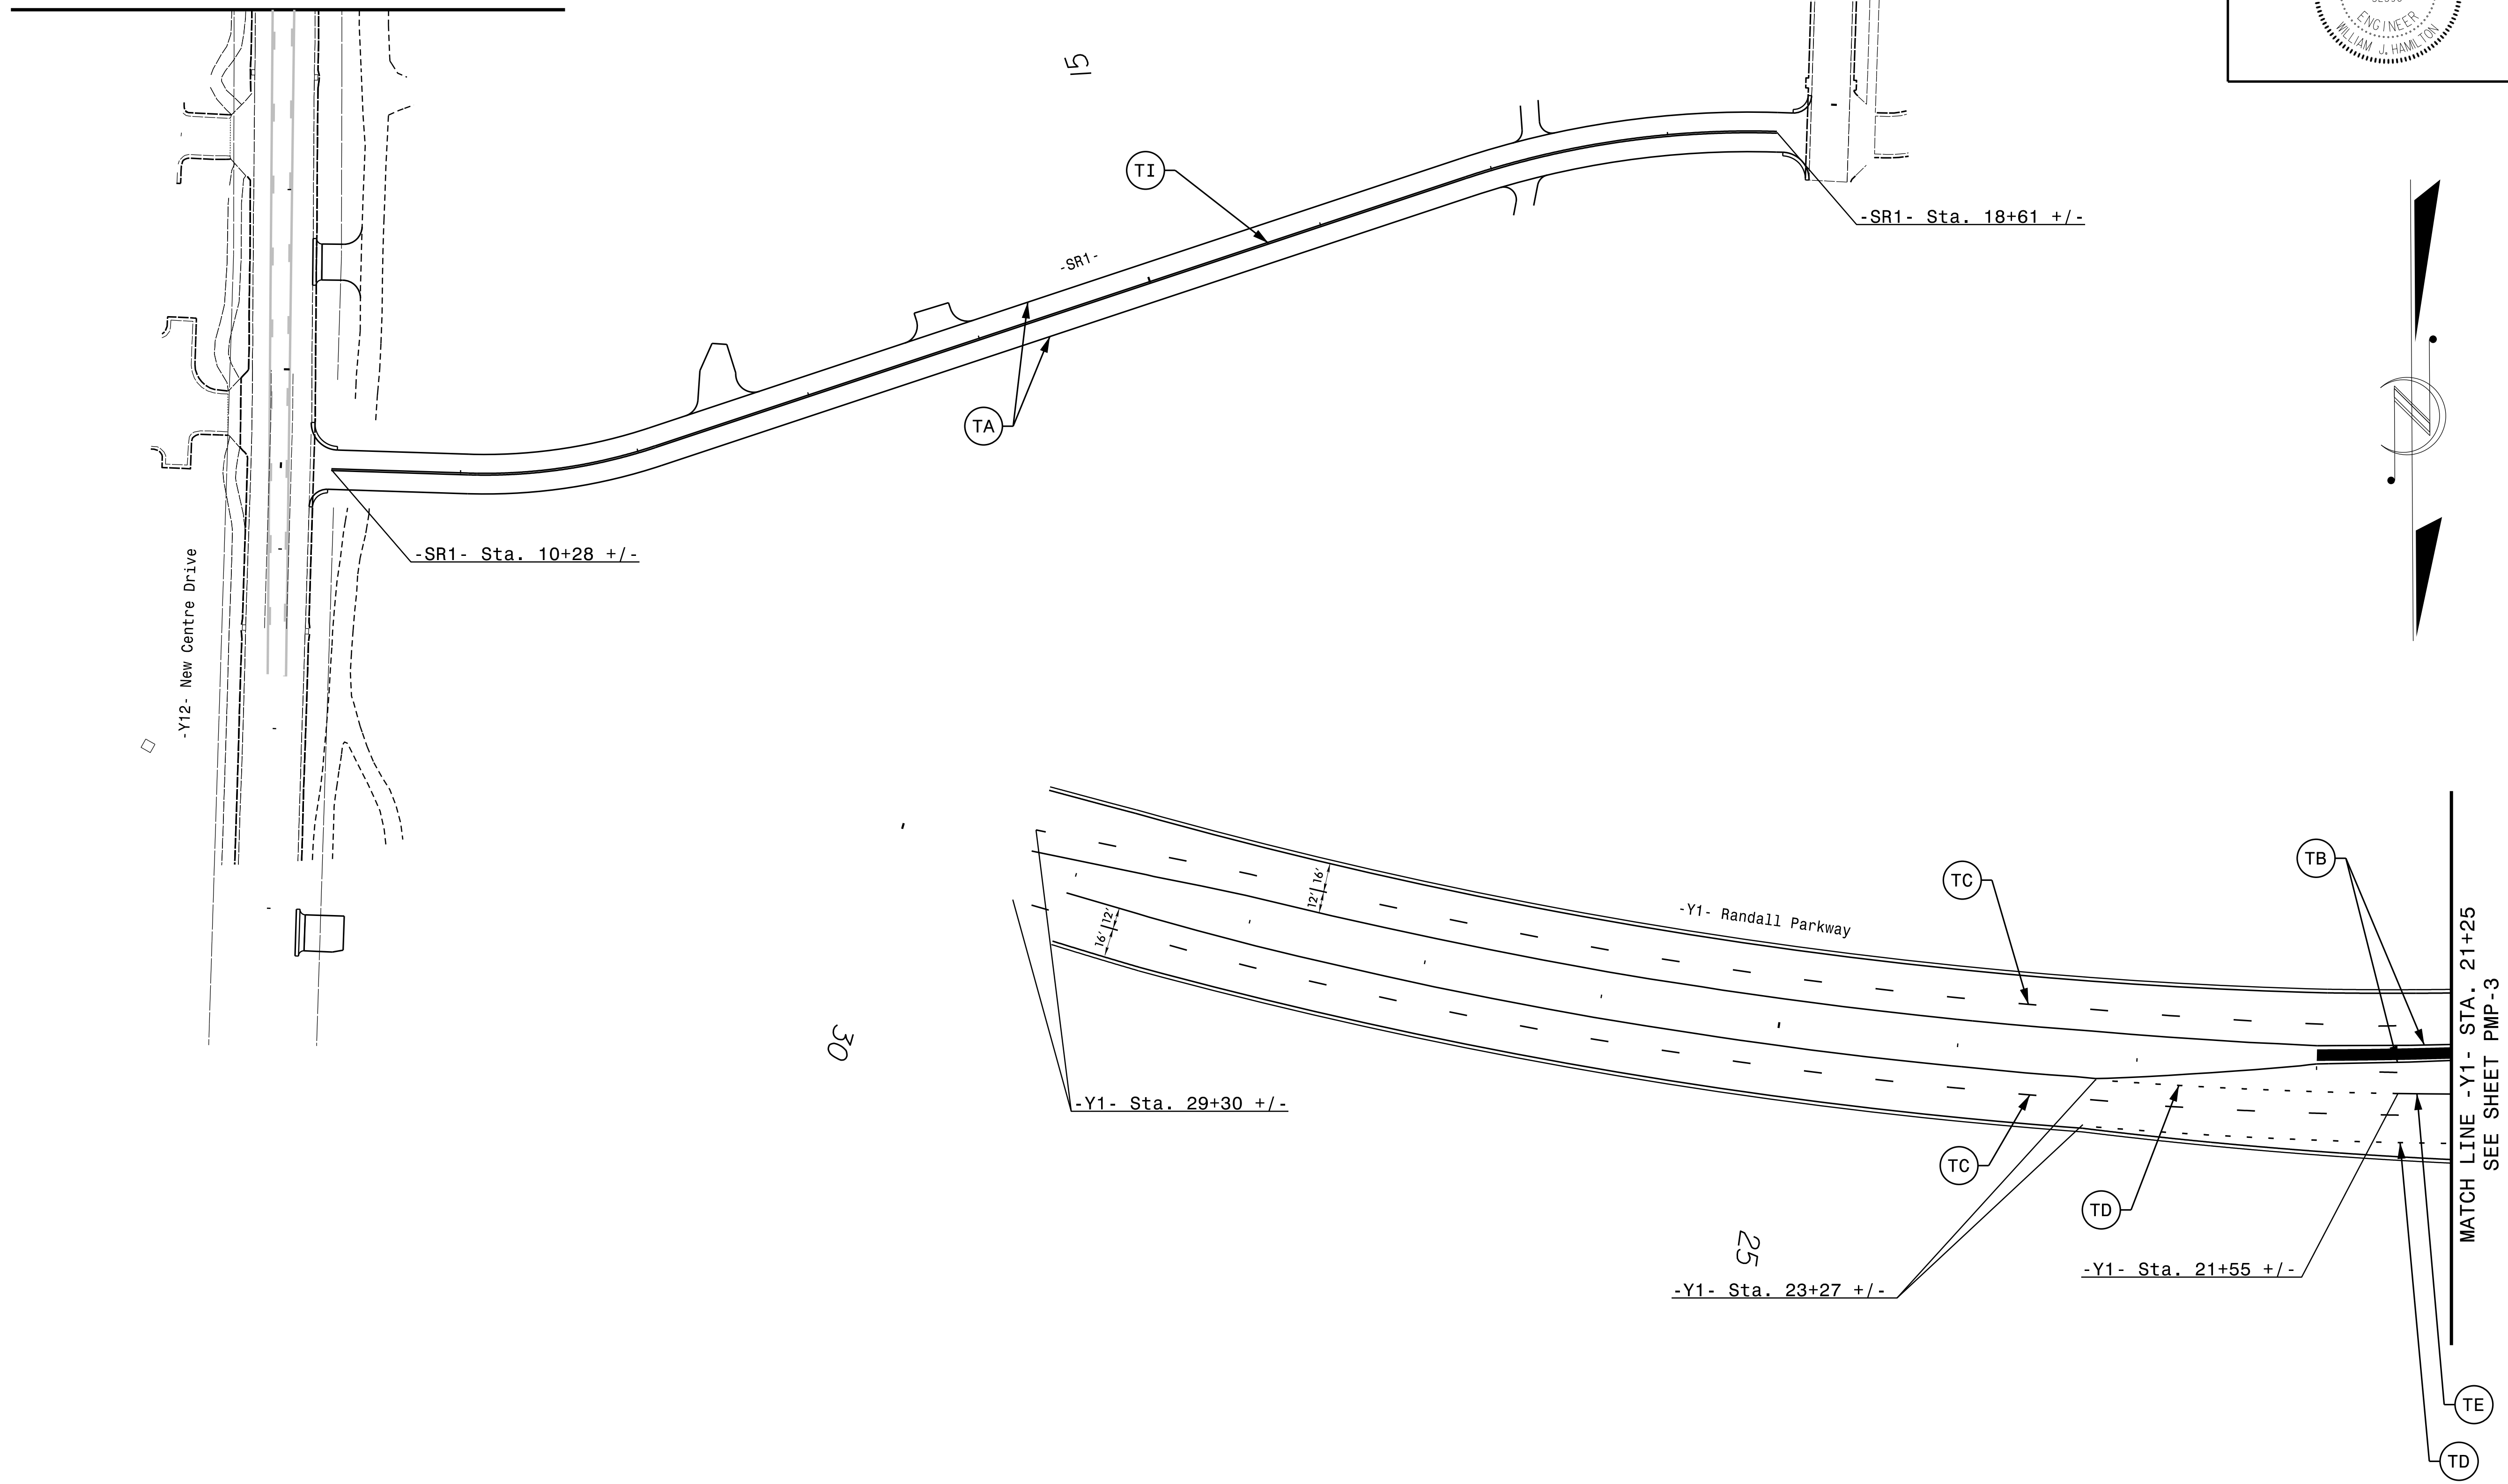 ENGINEER
WILLIAM J. HAMILTON
15
TI
-SR1-
-SR1- Sta. 18+61 +/-
TA
-SR1- Sta. 10+28 +/-
-Y12- New Centre Drive
N
TB
TC
12' 16'
-Y1- Randall Parkway
16' 12'
30
-Y1- Sta. 29+30 +/-
MATCH LINE -Y1- STA. 21+25
SEE SHEET PMP-3
TC
TD
25
-Y1- Sta. 21+55 +/-
-Y1- Sta. 23+27 +/-
TE
TD